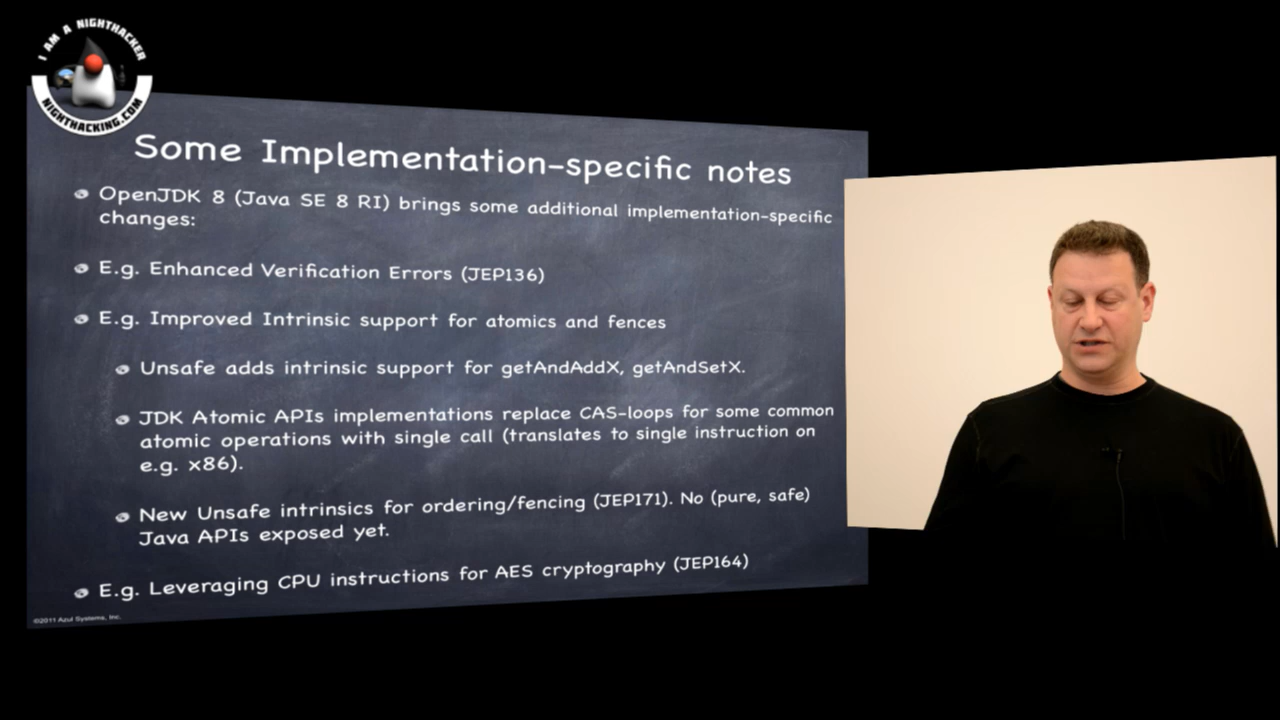 I AM A NIGHTHACKER
NIGHTHACKING.COM
Some Implementation-specific notes
OpenJDK 8 (Java SE 8 RI) brings some additional implementation-specific
changes:
E.g. Enhanced Verification Errors (JEP136)
E.g. Improved Intrinsic support for atomics and fences
Unsafe adds intrinsic support for getAndAddX, getAndSetX.
JDK Atomic APIs implementations replace CAS-loops for some common
atomic operations with single call (translates to single instruction on
e.g. x86).
New Unsafe intrinsics for ordering/fencing (JEP171). No (pure, safe)
Java APIs exposed yet.
E.g. Leveraging CPU instructions for AES cryptography (JEP164)
©2011 Azul Systems, Inc.